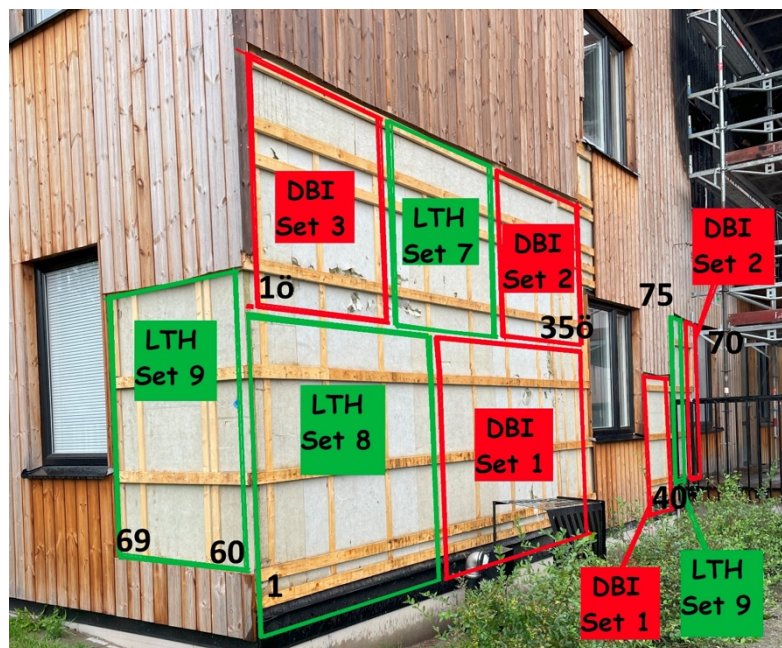 DBI
Set 3
LTH
Set 7
DBI
Set 2
DBI
Set 2
1ö
35ö
75
70
LTH
Set 9
LTH
Set 8
DBI
Set 1
69
60
1
40
DBI
Set 1
LTH
Set 9